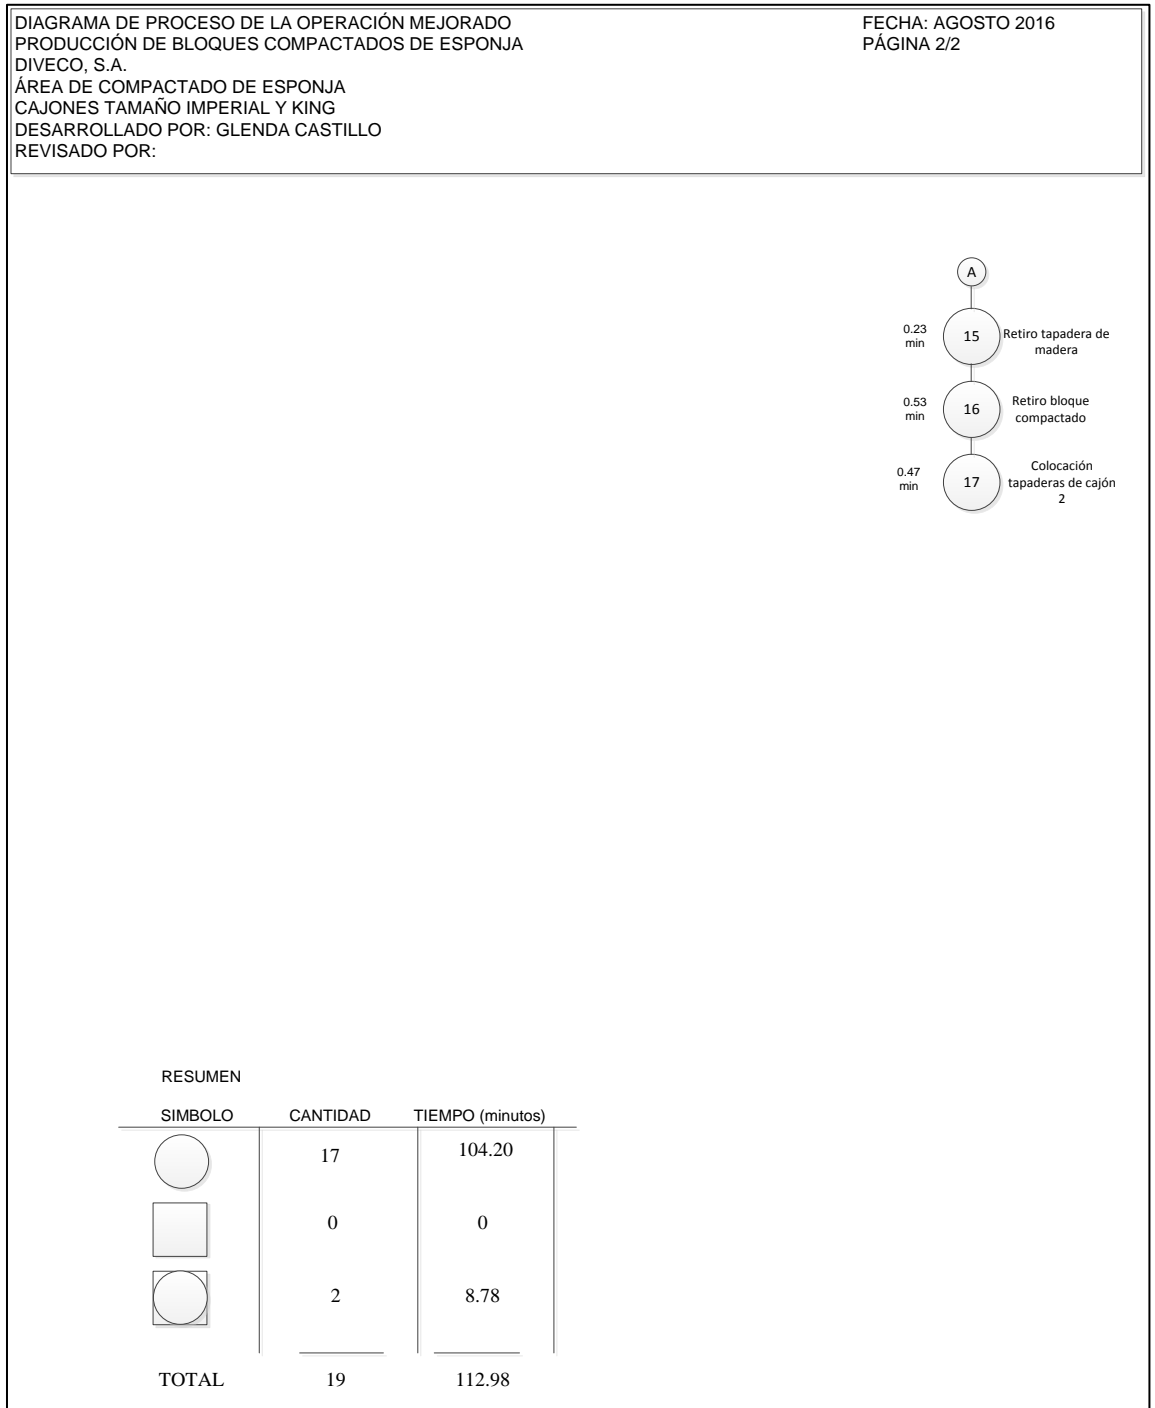 DIAGRAMA DE PROCESO DE LA OPERACIÓN MEJORADO
FECHA: AGOSTO 2016
PRODUCCIÓN DE BLOQUES COMPACTADOS DE ESPONJA
PÁGINA 2/2
DIVECO, S.A.
ÁREA DE COMPACTADO DE ESPONJA
CAJONES TAMAÑO IMPERIAL Y KING
DESARROLLADO POR: GLENDA CASTILLO
REVISADO POR:
A
0.23
min
15
Retiro tapadera de
madera
0.53
min
16
Retiro bloque
compactado
0.47
min
17
Colocación
tapaderas de cajón
2
RESUMEN
SIMBOLO CANTIDAD TIEMPO (minutos)
17 104.20
0 0
2 8.78
TOTAL 19 112.98